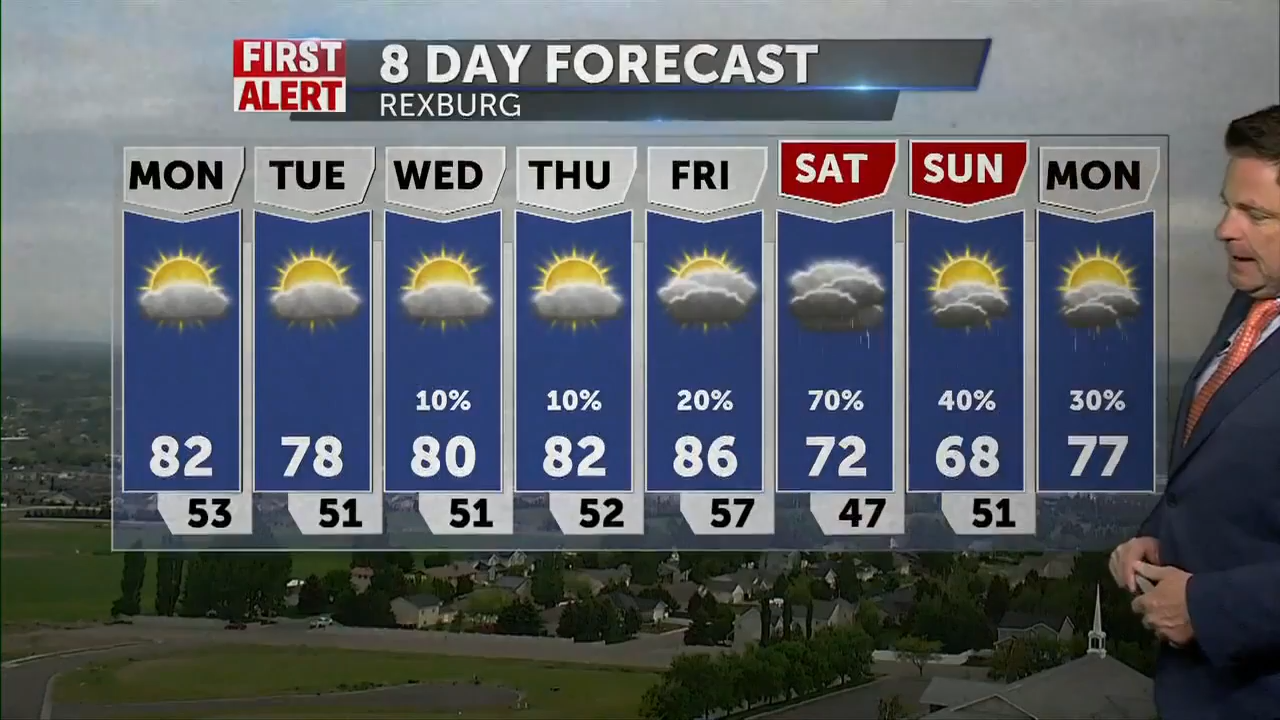 FIRST
ALERT
8 DAY FORECAST
REXBURG
MON TUE WED THU FRI SAT SUN MON
10% 10% 20% 70% 40% 30%
82 78 80 82 86 72 68 77
53 51 51 52 57 47 51